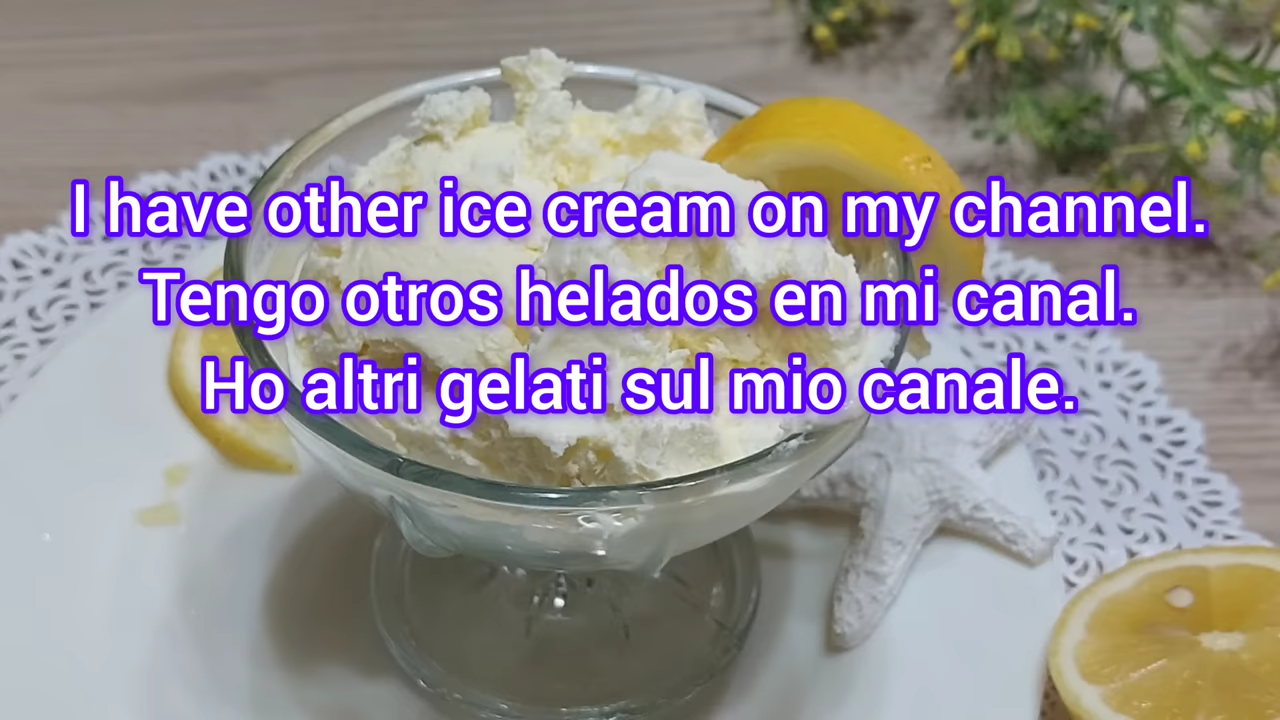 I have other ice cream on my channel.
Tengo otros helados en mi canal.
Ho altri gelati sul mio canale.